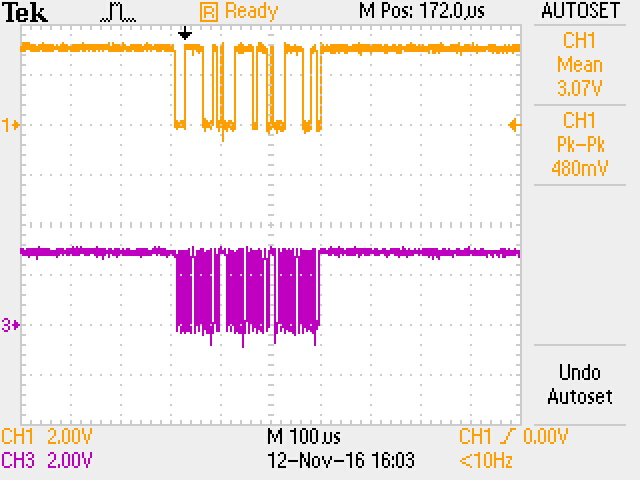 Tek R Ready M Pos: 172.0µs AUTOSET
CH1
Mean
3.07V
1
CH1
Pk-Pk
480mV
3
Undo
Autoset
CH1 2.00V M 100µs CH1 0.00V
CH3 2.00V 12-Nov-16 16:03 <10Hz